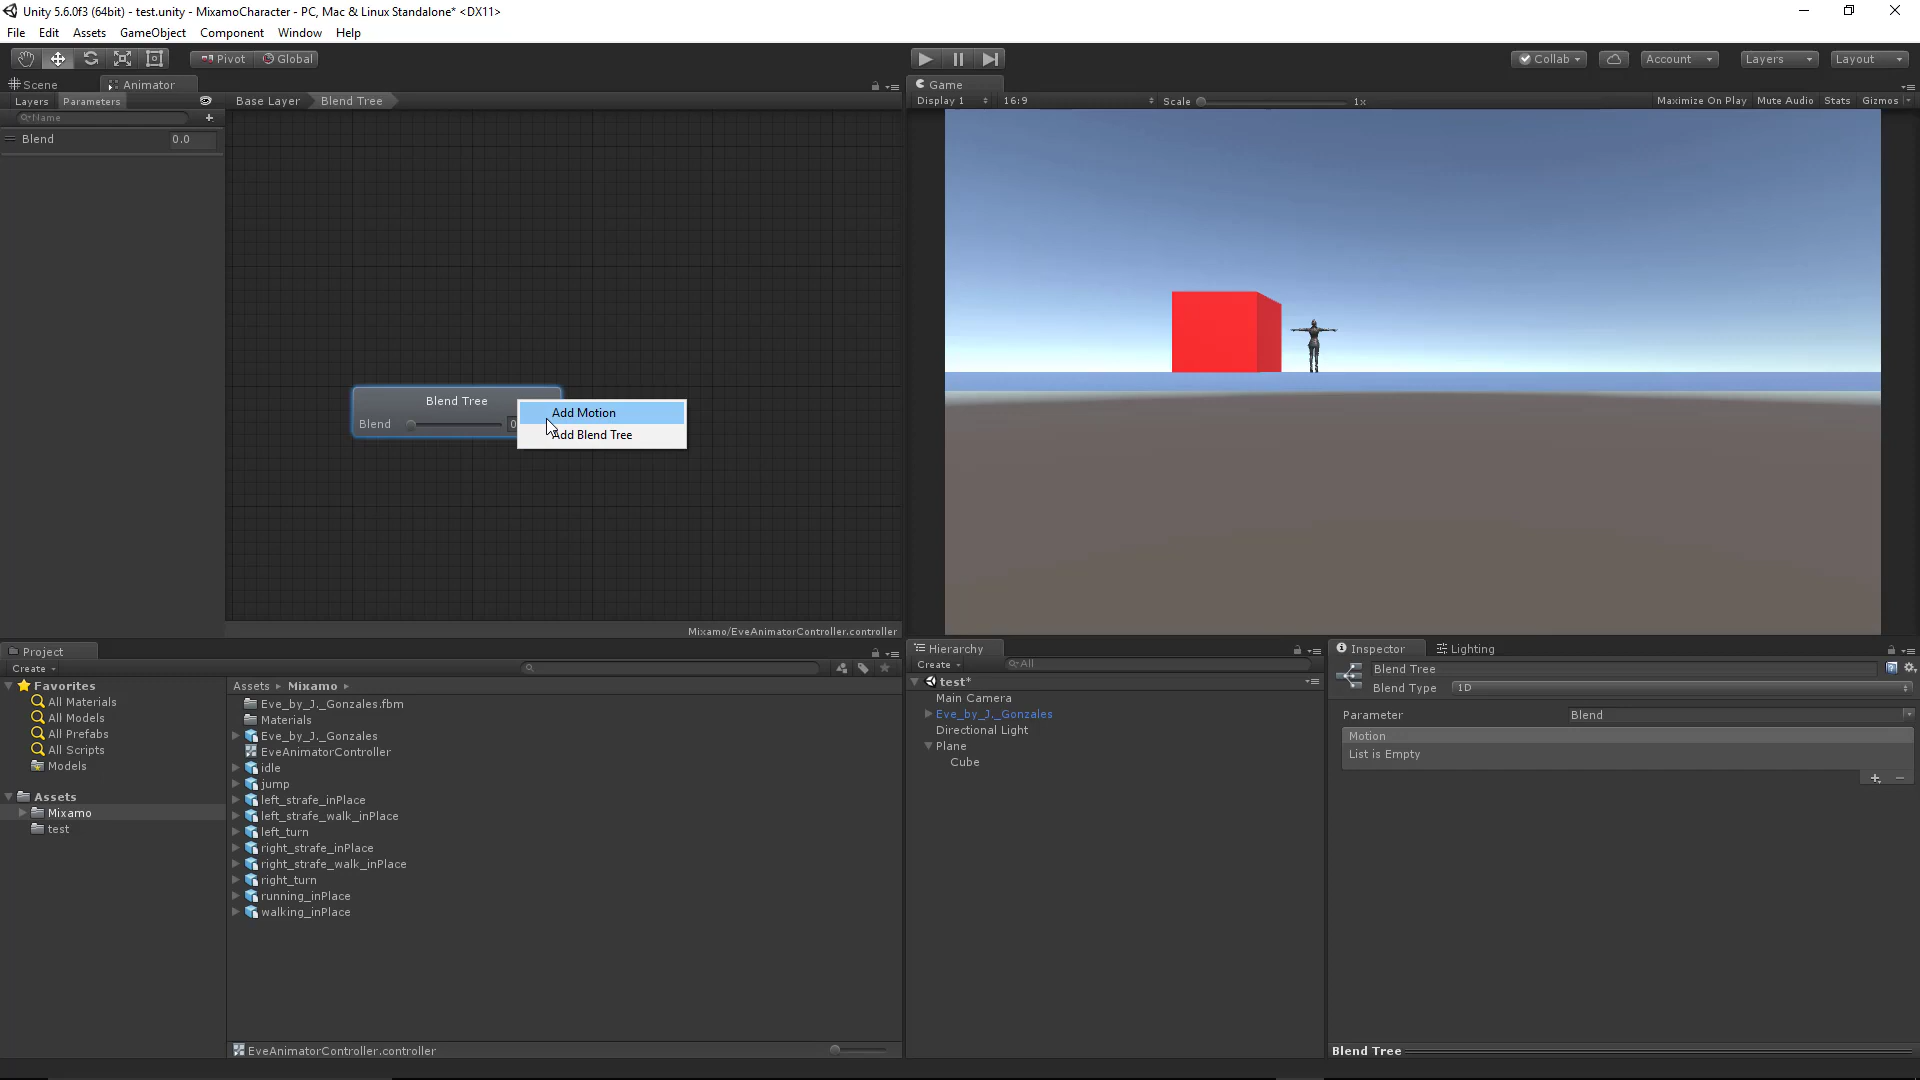 Unity 5.6.0f3 (64bit) - test.unity - MixamoCharacter - PC, Mac & Linux Standalone* <DX11>
File Edit Assets GameObject Component Window Help
Pivot Global Collab Account Layers Layout
Scene Animator
Layers Parameters Base Layer Blend Tree
Name
Blend 0.0
Blend Tree
Blend 0
Add Motion
Add Blend Tree
Mixamo/EveAnimatorController.controller
Game
Display 1 16:9 Scale 1x Maximize On Play Mute Audio Stats Gizmos
Project
Create
Favorites
All Materials
All Models
All Prefabs
All Scripts
Models
Assets
Mixamo
test
Assets Mixamo
Eve_by_J._Gonzales.fbm
Materials
Eve_by_J._Gonzales
EveAnimatorController
idle
jump
left_strafe_inPlace
left_strafe_walk_inPlace
left_turn
right_strafe_inPlace
right_strafe_walk_inPlace
right_turn
running_inPlace
walking_inPlace
EveAnimatorController.controller
Hierarchy
Create All
test*
Main Camera
Eve_by_J._Gonzales
Directional Light
Plane
Cube
Inspector Lighting
Blend Tree
Blend Type 1D
Parameter Blend
Motion
List is Empty
Blend Tree